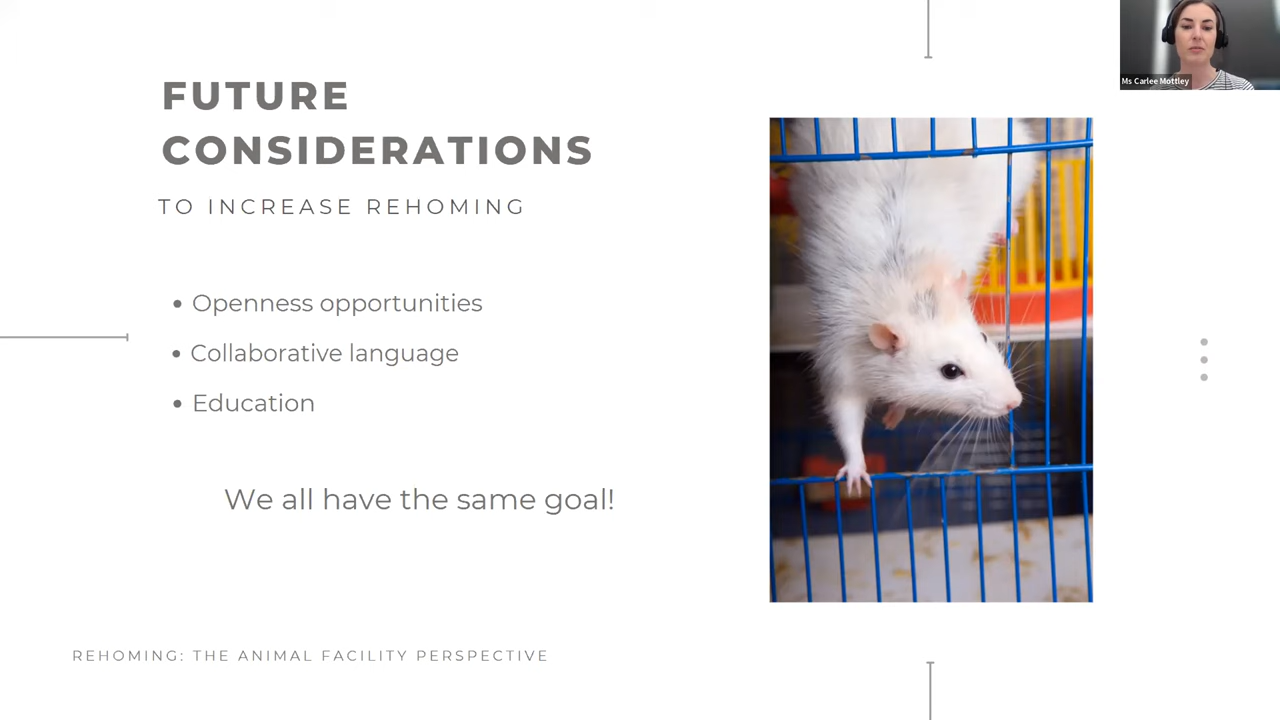 FUTURE
CONSIDERATIONS
TO INCREASE REHOMING
• Openness opportunities
• Collaborative language
• Education
We all have the same goal!
REHOMING: THE ANIMAL FACILITY PERSPECTIVE
Ms Carlee Mottley